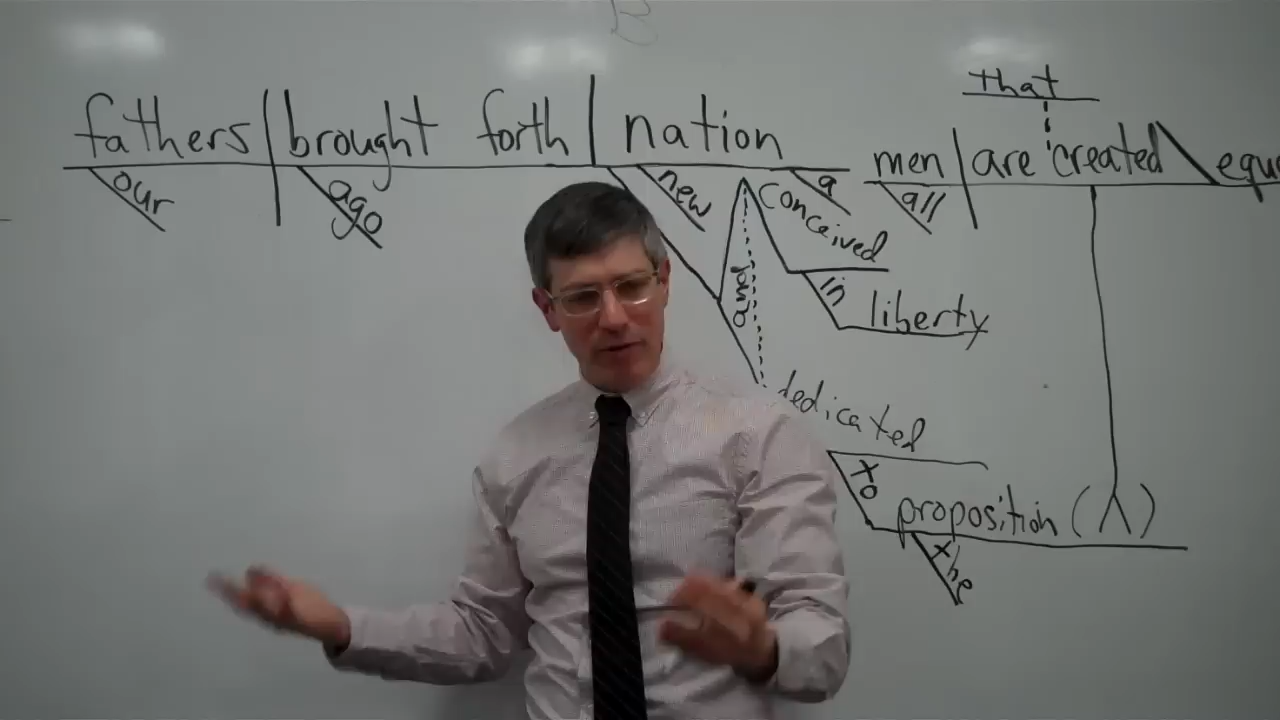 B
that
fathers brought forth nation
men are created equ
our ago new a all
Conceived
and
in liberty
dedicated
to
proposition ( )
the